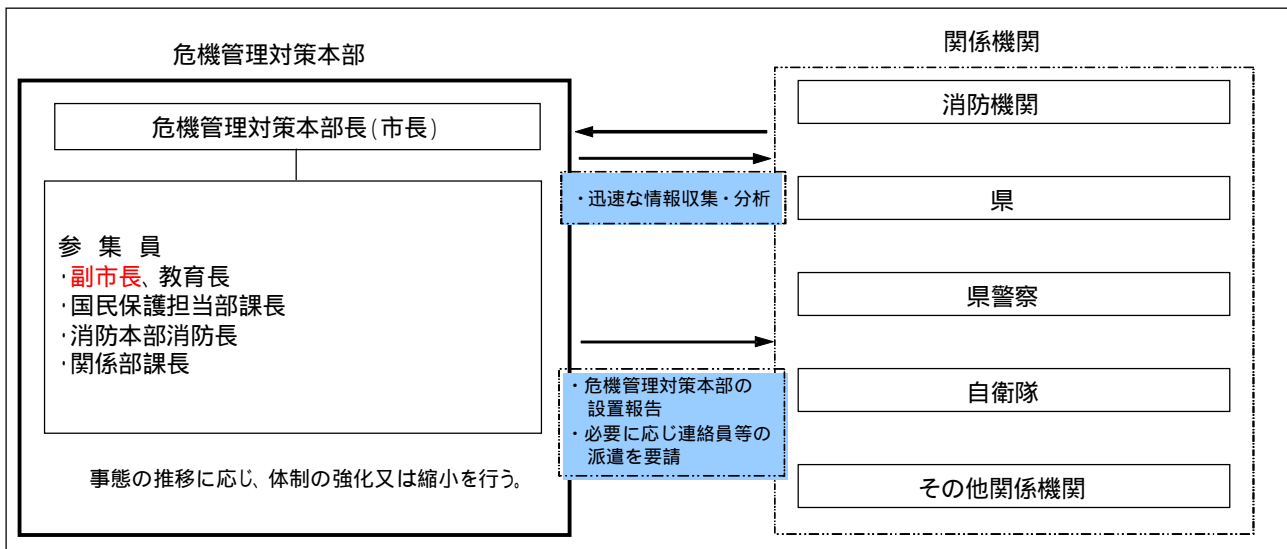 危機管理対策本部
危機管理対策本部長(市長)
参 集 員
・副市長、教育長
・国民保護担当部課長
・消防本部消防長
・関係部課長
事態の推移に応じ、体制の強化又は縮小を行う。
・迅速な情報収集・分析
・危機管理対策本部の
設置報告
・必要に応じ連絡員等の
派遣を要請
関係機関
消防機関
県
県警察
自衛隊
その他関係機関